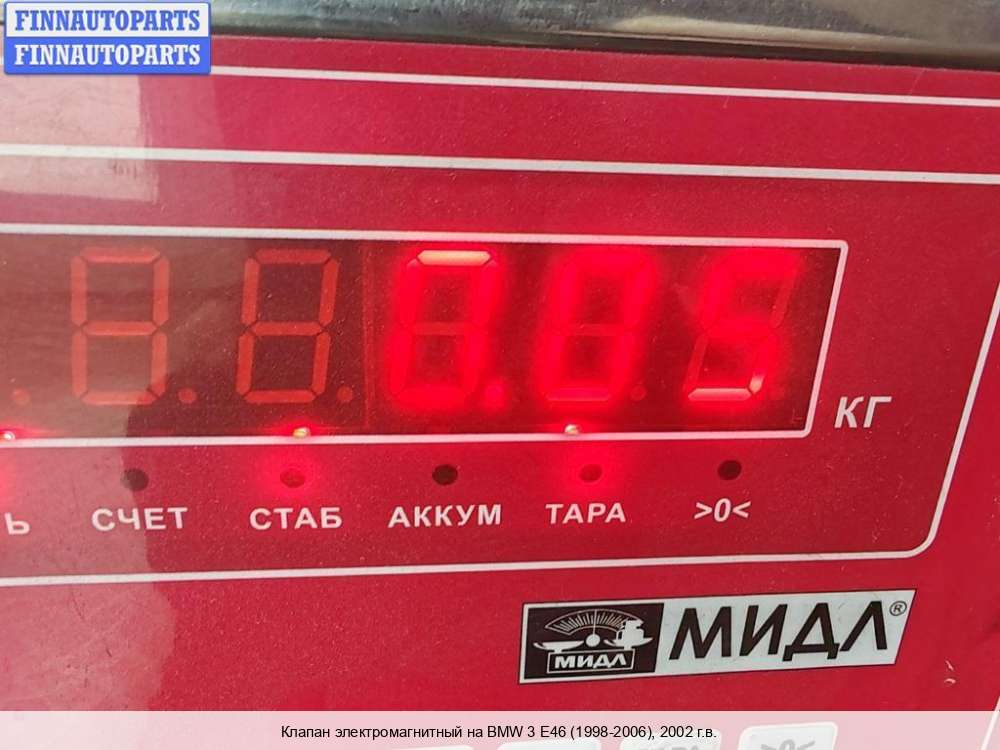 FINNAUTOPARTS
FINNAUTOPARTS
0.05
КГ
Ь СЧЕТ СТАБ АККУМ ТАРА >0<
МИДЛ МИДЛ®
Клапан электромагнитный на BMW 3 E46 (1998-2006), 2002 г.в.